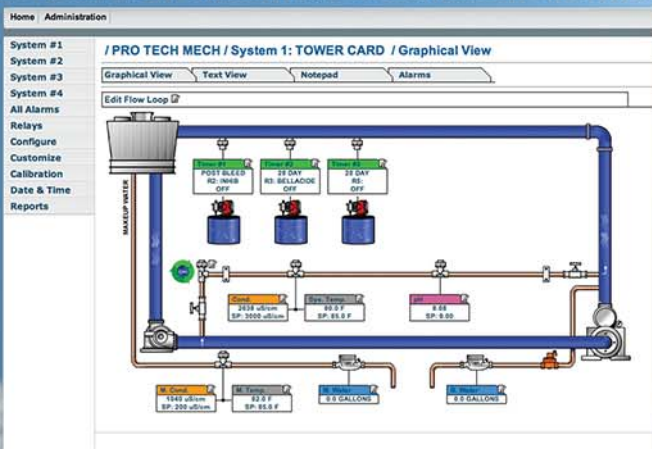 Home Administration
System #1
System #2
System #3
System #4
All Alarms
Relays
Configure
Customize
Calibration
Date & Time
Reports
/ PRO TECH MECH / System 1: TOWER CARD / Graphical View
Graphical View Text View Notepad Alarms
Edit Flow Loop
MAKEUP WATER
Timer #1
POST BLEED
R2: INHIB
OFF
Timer #2
28 DAY
R3: BELLACIDE
OFF
Timer #3
28 DAY
R5:
OFF
Cond.
2638 uS/cm
SP: 3000 uS/cm
Sys. Temp.
90.0 F
SP: 85.0 F
pH
SP: 9.00
M. Cond.
1040 uS/cm
SP: 200 uS/cm
M. Temp.
82.0 F
SP: 85.0 F
M. Water
0.0 GALLONS
B. Water
0.0 GALLONS